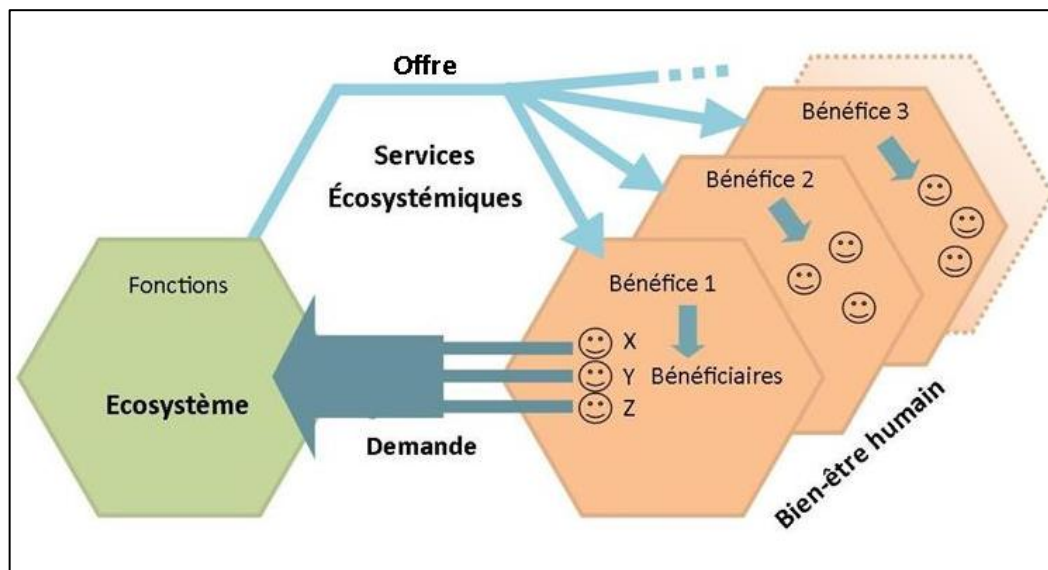 Offre
Services
Écosystémiques
Fonctions
Ecosystème
Demande
Bénéfice 1
X
Y
Bénéficiaires
Z
Bénéfice 2
Bénéfice 3
Bien-être humain